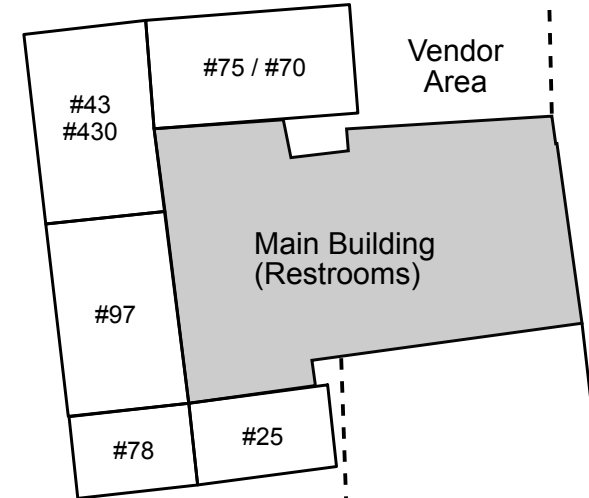 #75 / #70
Vendor
Area
#43
#430
Main Building
(Restrooms)
#97
#78
#25